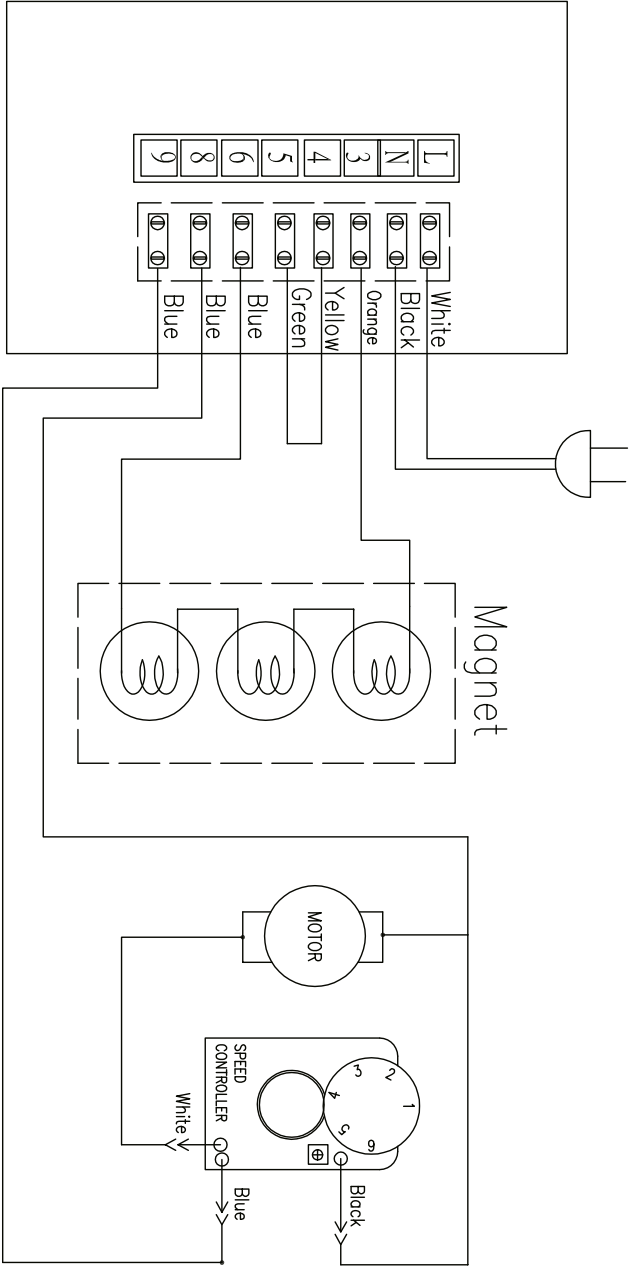 L
N
3
4
5
6
8
9
White
Black
Orange
Yellow
Green
Blue
Blue
Blue
Magnet
MOTOR
1
2
3
4
5
6
SPEED
CONTROLLER
Black
Blue
White